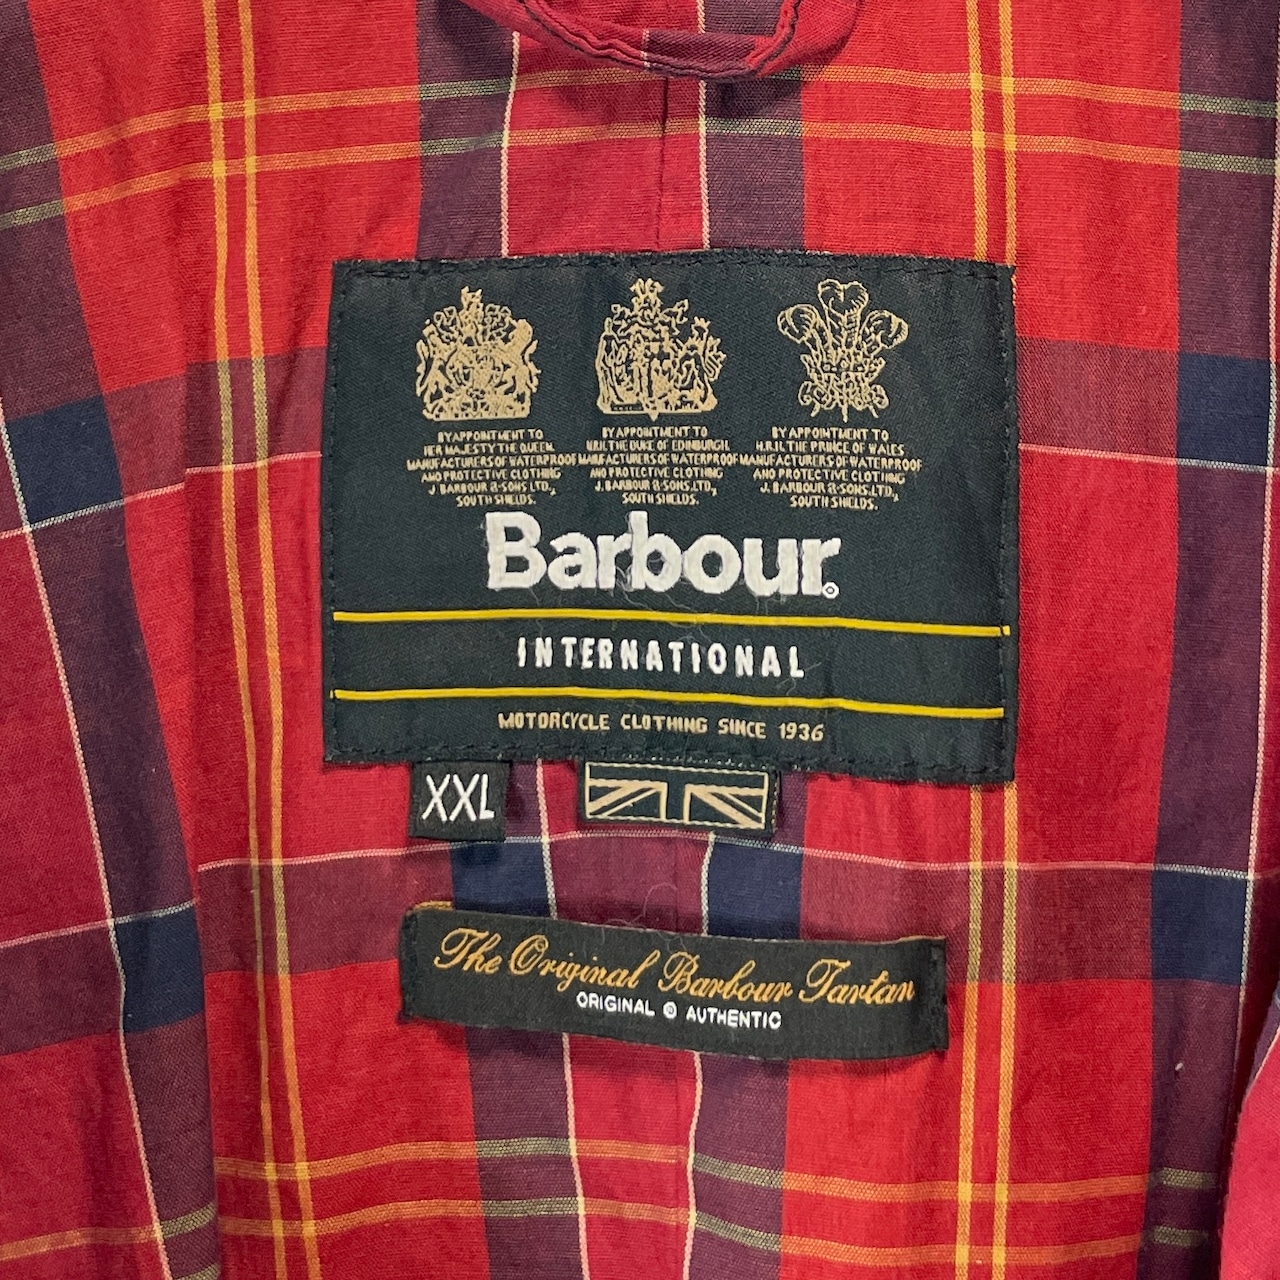 BY APPOINTMENT TO
HER MAJESTY THE QUEEN
MANUFACTURERS OF WATERPROOF
AND PROTECTIVE CLOTHING
J. BARBOUR & SONS LTD.,
SOUTH SHIELDS.
BY APPOINTMENT TO
H.R.H. THE DUKE OF EDINBURGH
MANUFACTURERS OF WATERPROOF
AND PROTECTIVE CLOTHING
J. BARBOUR & SONS LTD.,
SOUTH SHIELDS.
BY APPOINTMENT TO
H.R.H. THE PRINCE OF WALES
MANUFACTURERS OF WATERPROOF
AND PROTECTIVE CLOTHING
J. BARBOUR & SONS LTD.,
SOUTH SHIELDS.
Barbour®
INTERNATIONAL
MOTORCYCLE CLOTHING SINCE 1936
XXL
The Original Barbour Tartan
ORIGINAL ® AUTHENTIC